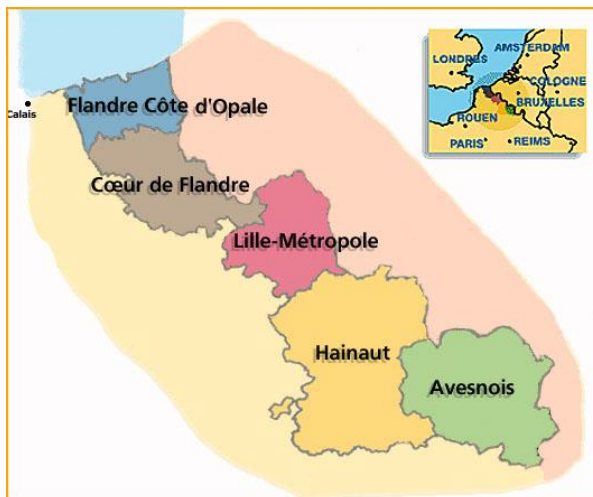 Calais
Flandre Côte d'Opale
Cœur de Flandre
Lille-Métropole
Hainaut
Avesnois
LONDRES
AMSTERDAM
COLOGNE
BRUXELLES
ROUEN
PARIS
REIMS